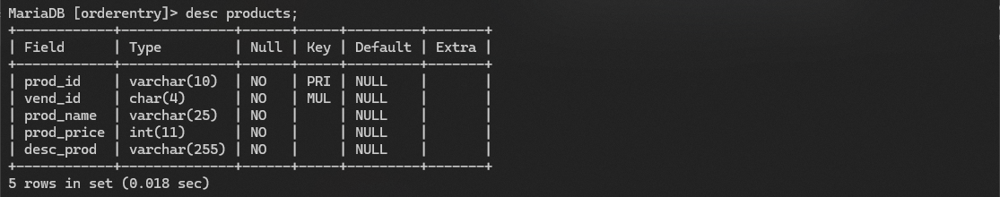 MariaDB [orderentry]> desc products;
+------------+--------------+------+-----+---------+-------+
| Field      | Type         | Null | Key | Default | Extra |
+------------+--------------+------+-----+---------+-------+
| prod_id    | varchar(10)  | NO   | PRI | NULL    |       |
| vend_id    | char(4)      | NO   | MUL | NULL    |       |
| prod_name  | varchar(25)  | NO   |     | NULL    |       |
| prod_price | int(11)      | NO   |     | NULL    |       |
| desc_prod  | varchar(255) | NO   |     | NULL    |       |
+------------+--------------+------+-----+---------+-------+
5 rows in set (0.018 sec)